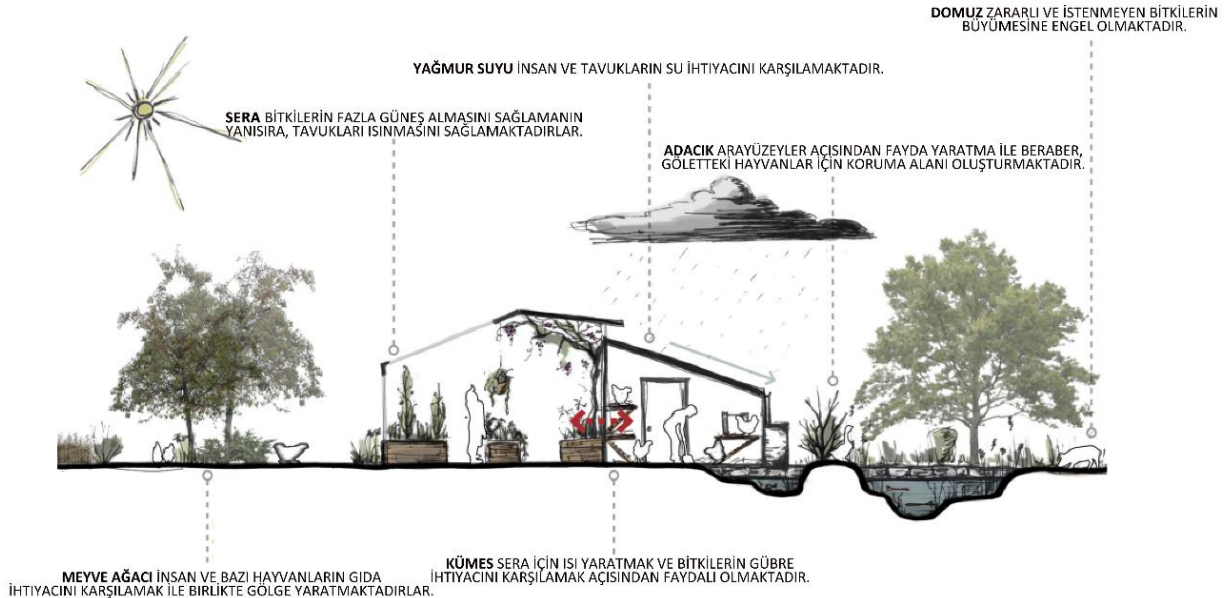 DOMUZ ZARARLI VE İSTENMEYEN BİTKİLERİN
BÜYÜMESİNE ENGEL OLMAKTADIR.
YAĞMUR SUYU İNSAN VE TAVUKLARIN SU İHTİYACINI KARŞILAMAKTADIR.
SERA BİTKİLERİN FAZLA GÜNEŞ ALMASINI SAĞLAMANIN
YANISIRA, TAVUKLARI ISINMASINI SAĞLAMAKTADIRLAR.
ADACIK ARAYÜZEYLER AÇISINDAN FAYDA YARATMA İLE BERABER,
GÖLETTEKİ HAYVANLAR İÇİN KORUMA ALANI OLUŞTURMAKTADIR.
KÜMES SERA İÇİN ISI YARATMAK VE BİTKİLERİN GÜBRE
İHTİYACINI KARŞILAMAK AÇISINDAN FAYDALI OLMAKTADIR.
MEYVE AĞACI İNSAN VE BAZI HAYVANLARIN GIDA
İHTİYACINI KARŞILAMAK İLE BİRLİKTE GÖLGE YARATMAKTADIRLAR.